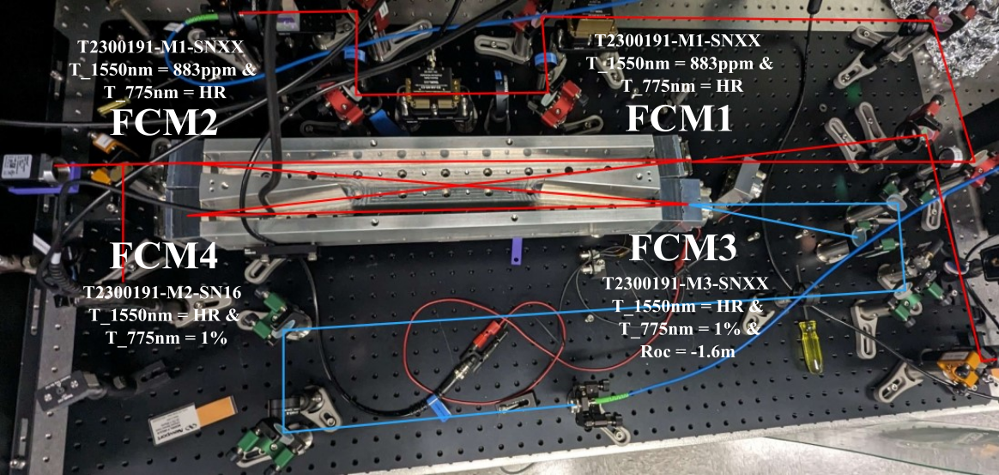 T2300191-M1-SNXX
T_1550nm = 883ppm &
T_775nm = HR
FCM2
T2300191-M1-SNXX
T_1550nm = 883ppm &
T_775nm = HR
FCM1
FCM4
T2300191-M2-SN16
T_1550nm = HR &
T_775nm = 1%
FCM3
T2300191-M3-SNXX
T_1550nm = HR &
T_775nm = 1% &
Roc = -1.6m